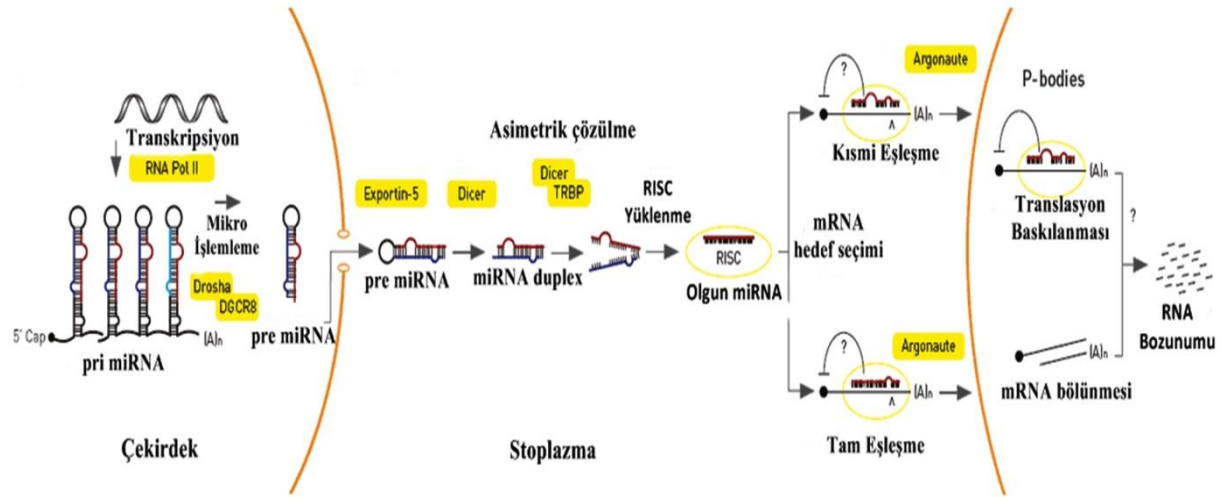 Transkripsiyon
RNA Pol II
Mikro
İşlemleme
Drosha
DGCR8
5' Cap
(A)n
pri miRNA
pre miRNA
Çekirdek
Exportin-5
pre miRNA
Dicer
Asimetrik çözülme
miRNA duplex
Dicer
TRBP
RISC
Yüklenme
RISC
Olgun miRNA
Stoplazma
mRNA
hedef seçimi
?
Argonaute
(A)n
Kısmi Eşleşme
?
Argonaute
(A)n
Tam Eşleşme
P-bodies
(A)n
Translasyon
Baskılanması
?
(A)n
mRNA bölünmesi
RNA
Bozunumu